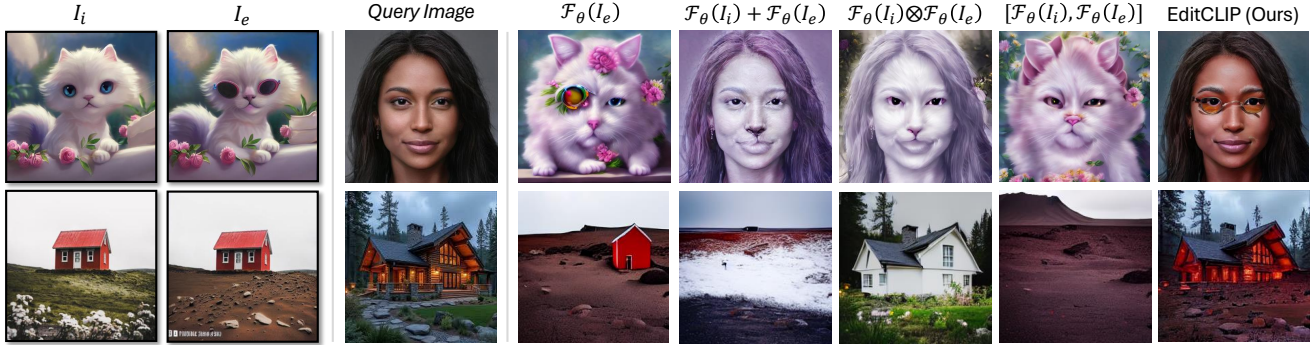 I_i I_e Query Image ℱ_θ(I_e) ℱ_θ(I_i) + ℱ_θ(I_e) ℱ_θ(I_i)⊗ℱ_θ(I_e) [ℱ_θ(I_i), ℱ_θ(I_e)] EditCLIP (Ours)